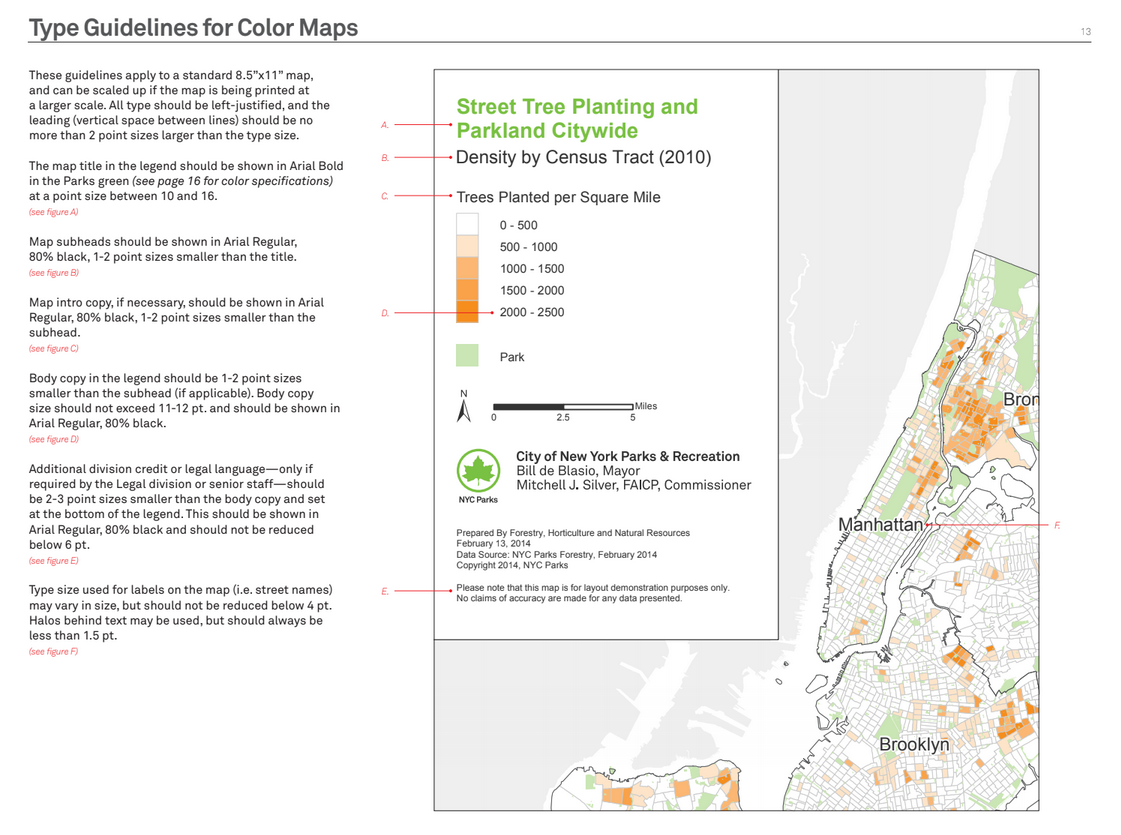 Type Guidelines for Color Maps
13
These guidelines apply to a standard 8.5”x11” map,
and can be scaled up if the map is being printed at
a larger scale. All type should be left-justified, and the
leading (vertical space between lines) should be no
more than 2 point sizes larger than the type size.
The map title in the legend should be shown in Arial Bold
in the Parks green (see page 16 for color specifications)
at a point size between 10 and 16.
(see figure A)
Map subheads should be shown in Arial Regular,
80% black, 1-2 point sizes smaller than the title.
(see figure B)
Map intro copy, if necessary, should be shown in Arial
Regular, 80% black, 1-2 point sizes smaller than the
subhead.
(see figure C)
Body copy in the legend should be 1-2 point sizes
smaller than the subhead (if applicable). Body copy
size should not exceed 11-12 pt. and should be shown in
Arial Regular, 80% black.
(see figure D)
Additional division credit or legal language—only if
required by the Legal division or senior staff—should
be 2-3 point sizes smaller than the body copy and set
at the bottom of the legend. This should be shown in
Arial Regular, 80% black and should not be reduced
below 6 pt.
(see figure E)
Type size used for labels on the map (i.e. street names)
may vary in size, but should not be reduced below 4 pt.
Halos behind text may be used, but should always be
less than 1.5 pt.
(see figure F)
A.
Street Tree Planting and
Parkland Citywide
B.
Density by Census Tract (2010)
C.
Trees Planted per Square Mile
0 - 500
500 - 1000
1000 - 1500
1500 - 2000
D.
2000 - 2500
Park
N
Miles
0 2.5 5
NYC Parks
City of New York Parks & Recreation
Bill de Blasio, Mayor
Mitchell J. Silver, FAICP, Commissioner
Prepared By Forestry, Horticulture and Natural Resources
February 13, 2014
Data Source: NYC Parks Forestry, February 2014
Copyright 2014, NYC Parks
E.
Please note that this map is for layout demonstration purposes only.
No claims of accuracy are made for any data presented.
Bron
Manhattan
F.
Brooklyn